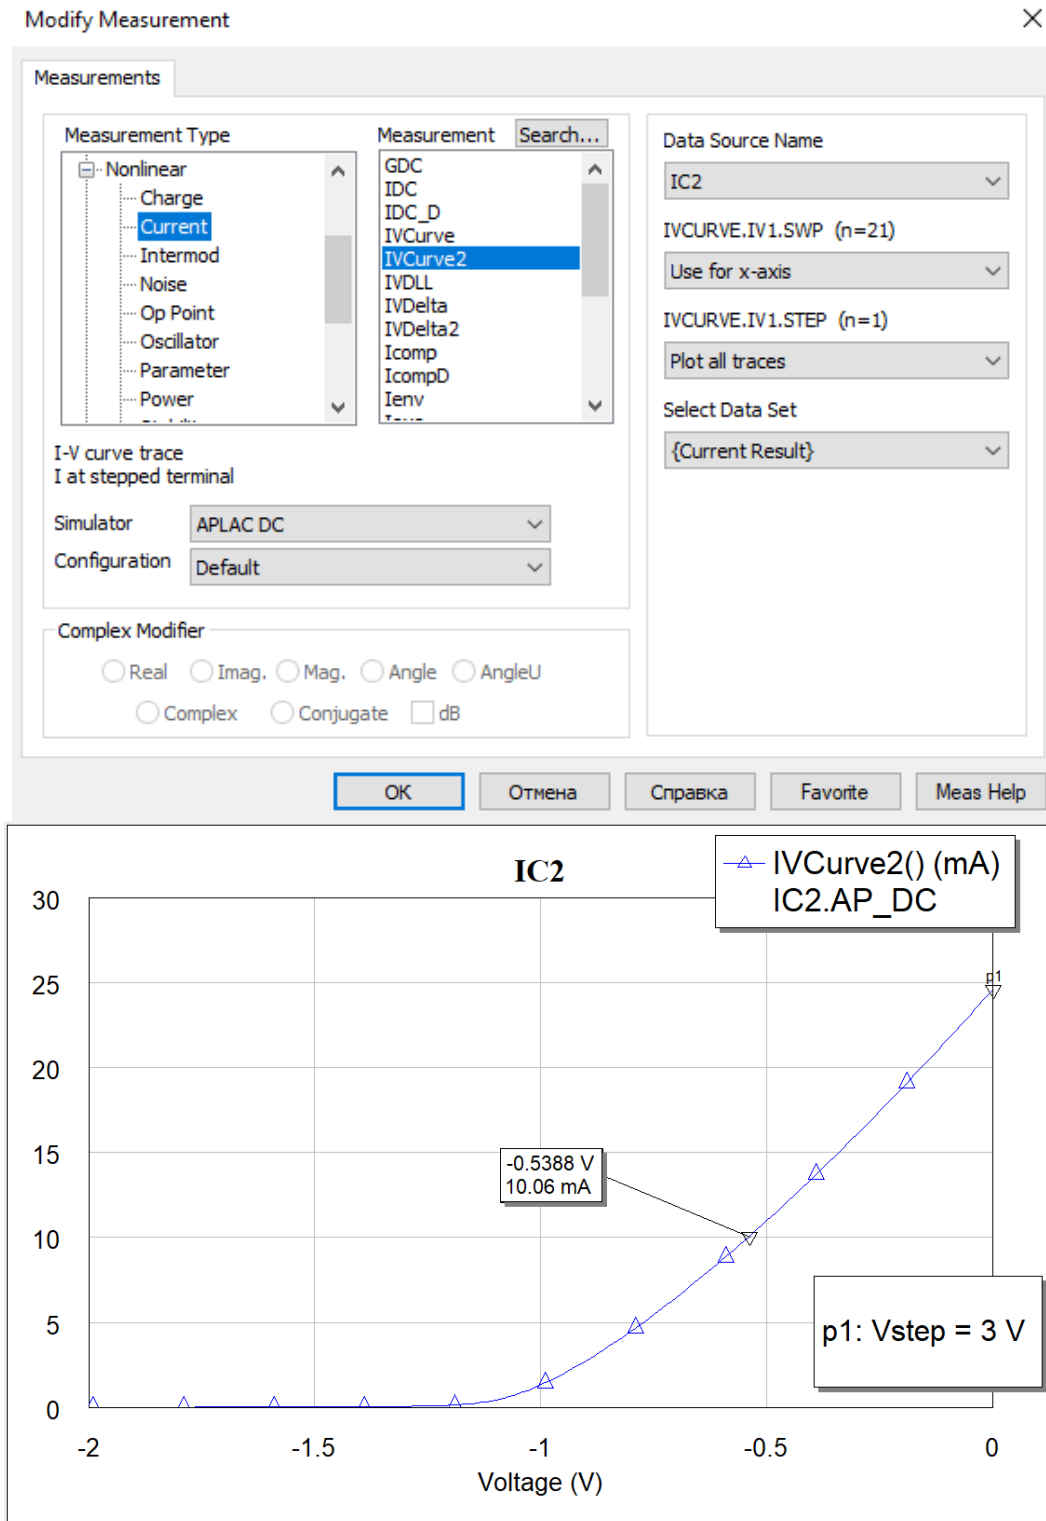 Modify Measurement
Measurements
Measurement Type
Nonlinear
Charge
Current
Intermod
Noise
Op Point
Oscillator
Parameter
Power
Measurement
Search...
GDC
IDC
IDC_D
IVCurve
IVCurve2
IVDLL
IVDelta
IVDelta2
Icomp
IcompD
Ienv
I-V curve trace
I at stepped terminal
Simulator
APLAC DC
Configuration
Default
Complex Modifier
Real Imag. Mag. Angle AngleU
Complex Conjugate dB
Data Source Name
IC2
IVCURVE.IV1.SWP (n=21)
Use for x-axis
IVCURVE.IV1.STEP (n=1)
Plot all traces
Select Data Set
{Current Result}
OK Отмена Справка Favorite Meas Help
IC2
IVCurve2() (mA)
IC2.AP_DC
30
25
20
15
10
5
0
p1
-0.5388 V
10.06 mA
p1: Vstep = 3 V
-2 -1.5 -1 -0.5 0
Voltage (V)